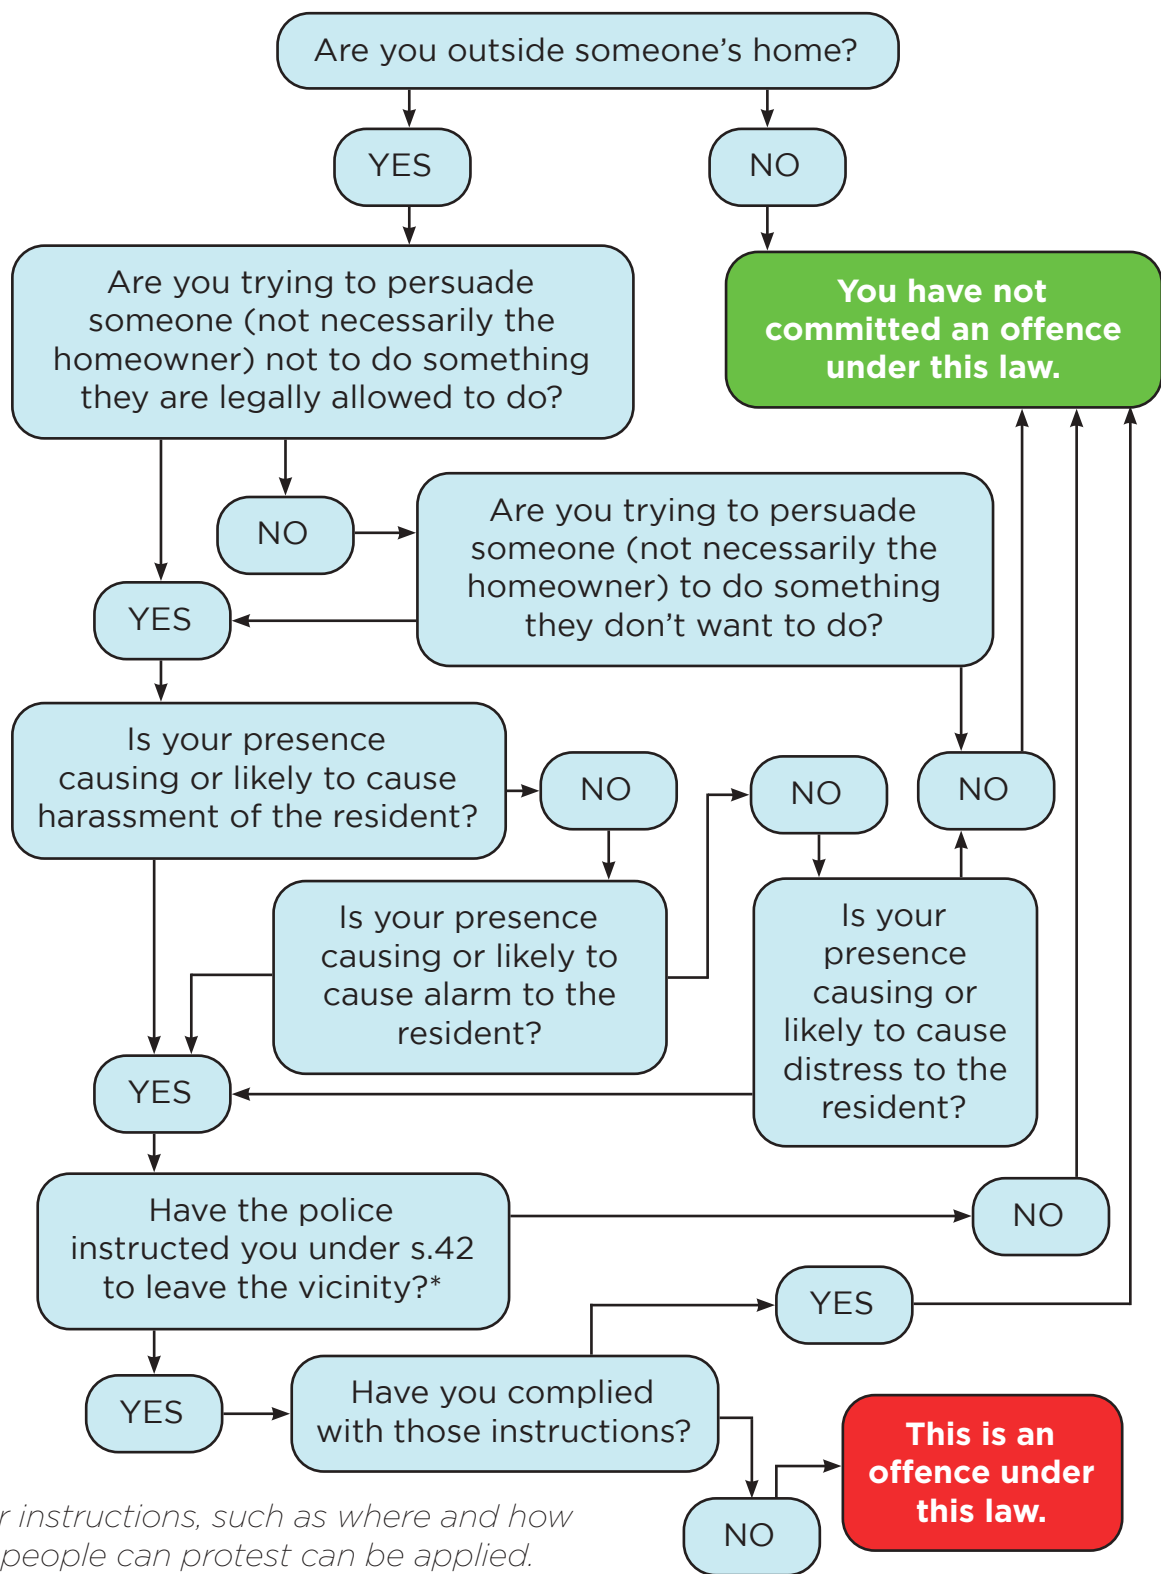 Are you outside someone’s home?
YES
NO
Are you trying to persuade
someone (not necessarily the
homeowner) not to do something
they are legally allowed to do?
You have not
committed an offence
under this law.
NO
Are you trying to persuade
someone (not necessarily the
homeowner) to do something
they don’t want to do?
YES
Is your presence
causing or likely to cause
harassment of the resident?
NO
NO
NO
Is your presence
causing or likely to
cause alarm to the
resident?
Is your
presence
causing or
likely to cause
distress to the
resident?
YES
Have the police
instructed you under s.42
to leave the vicinity?*
NO
YES
YES
Have you complied
with those instructions?
NO
This is an
offence under
this law.
instructions, such as where and how
people can protest can be applied.